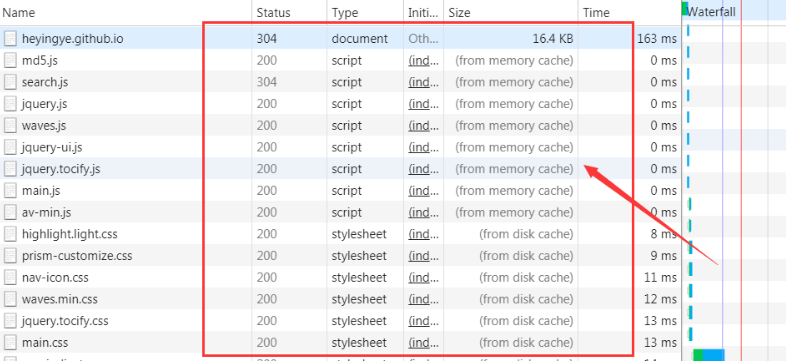 Name Status Type Initi... Size Time Waterfall
heyingye.github.io 304 document Oth... 16.4 KB 163 ms
md5.js 200 script (ind... (from memory cache) 0 ms
search.js 304 script (ind... (from memory cache) 0 ms
jquery.js 200 script (ind... (from memory cache) 0 ms
waves.js 200 script (ind... (from memory cache) 0 ms
jquery-ui.js 200 script (ind... (from memory cache) 0 ms
jquery.tocify.js 200 script (ind... (from memory cache) 0 ms
main.js 200 script (ind... (from memory cache) 0 ms
av-min.js 200 script (ind... (from memory cache) 0 ms
highlight.light.css 200 stylesheet (ind... (from disk cache) 8 ms
prism-customize.css 200 stylesheet (ind... (from disk cache) 9 ms
nav-icon.css 200 stylesheet (ind... (from disk cache) 11 ms
waves.min.css 200 stylesheet (ind... (from disk cache) 12 ms
jquery.tocify.css 200 stylesheet (ind... (from disk cache) 13 ms
main.css 200 stylesheet (ind... (from disk cache) 13 ms